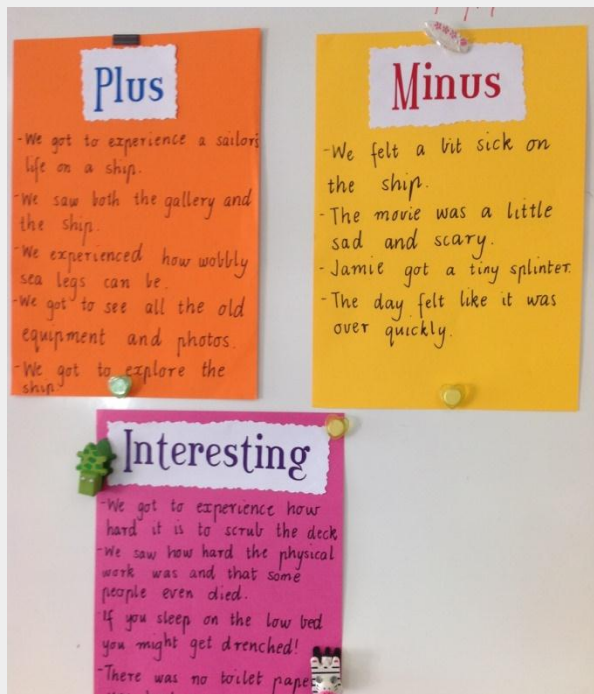 Plus
-We got to experience a sailor's
life on a ship.
-We saw both the gallery and
the ship.
-We experienced how wobbly
sea legs can be.
-We got to see all the old
equipment and photos.
-We got to explore the
ship.
Minus
-We felt a bit sick on
the ship.
-The movie was a little
sad and scary.
-Jamie got a tiny splinter.
-The day felt like it was
over quickly.
Interesting
-We got to experience how
hard it is to scrub the deck
-We saw how hard the physical
work was and that some
people even died.
-If you sleep on the low bed
you might get drenched!
-There was no toilet paper